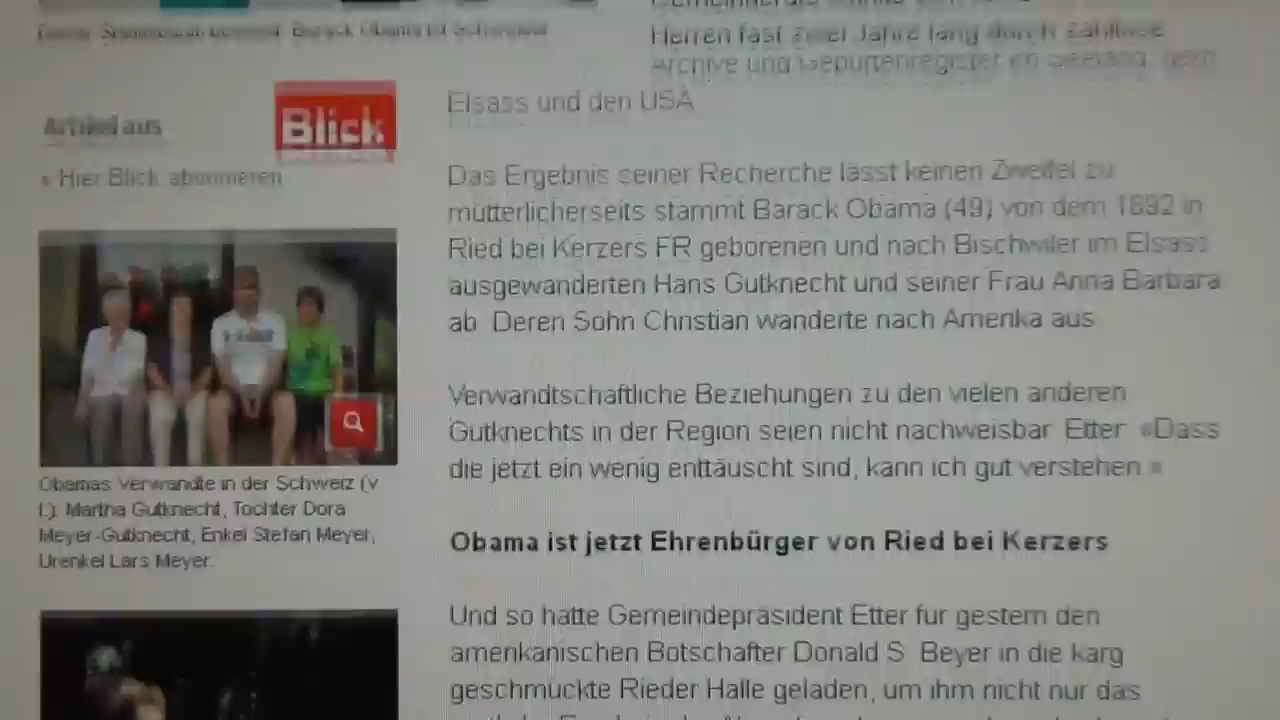 Herren fast zwei Jahre lang durch zahllose
Archive und Geburtenregister im Seeland, dem
Elsass und den USA
Artikel aus
Blick
» Hier Blick abonnieren
Das Ergebnis seiner Recherche lässt keinen Zweifel zu
mütterlicherseits stammt Barack Obama (49) von dem 1692 in
Ried bei Kerzers FR geborenen und nach Bischwiler im Elsass
ausgewanderten Hans Gutknecht und seiner Frau Anna Barbara
ab Deren Sohn Christian wanderte nach Amerika aus
Verwandtschaftliche Beziehungen zu den vielen anderen
Gutknechts in der Region seien nicht nachweisbar Etter «Dass
die jetzt ein wenig enttäuscht sind, kann ich gut verstehen »
Obamas Verwandte in der Schweiz (v
l.): Martha Gutknecht, Tochter Dora
Meyer-Gutknecht, Enkel Stefan Meyer,
Urenkel Lars Meyer.
Obama ist jetzt Ehrenbürger von Ried bei Kerzers
Und so hatte Gemeindepräsident Etter für gestern den
amerikanischen Botschafter Donald S Beyer in die karg
geschmückte Rieder Halle geladen, um ihm nicht nur das